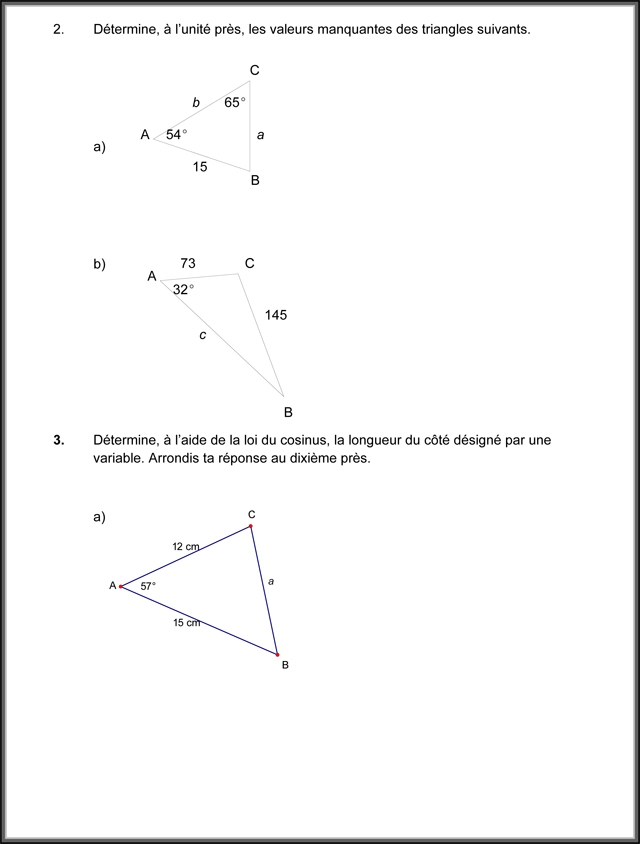 2. Détermine, à l’unité près, les valeurs manquantes des triangles suivants.
C
b 65°
A 54° a
a)
15
B
b) 73 C
A
32°
145
c
B
3. Détermine, à l’aide de la loi du cosinus, la longueur du côté désigné par une
variable. Arrondis ta réponse au dixième près.
a) C
12 cm
A 57° a
15 cm
B